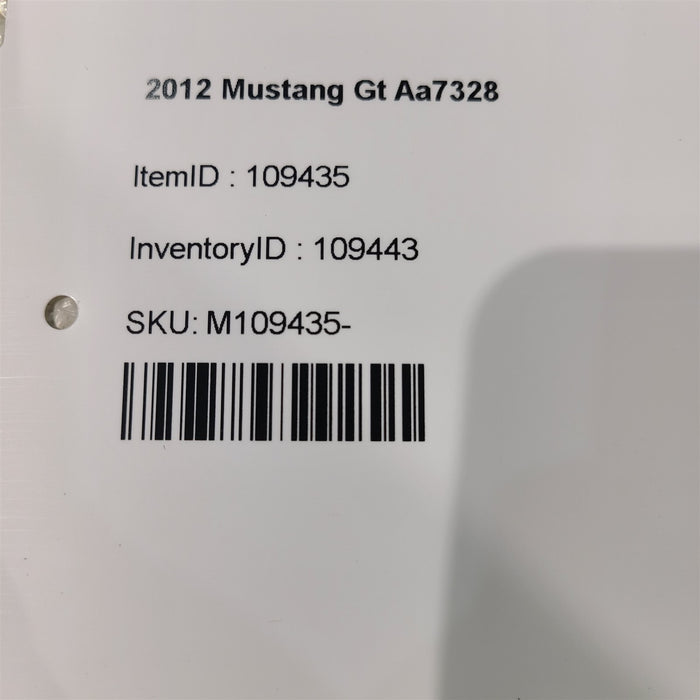 2012 Mustang Gt Aa7328
ItemID : 109435
InventoryID : 109443
SKU: M109435-